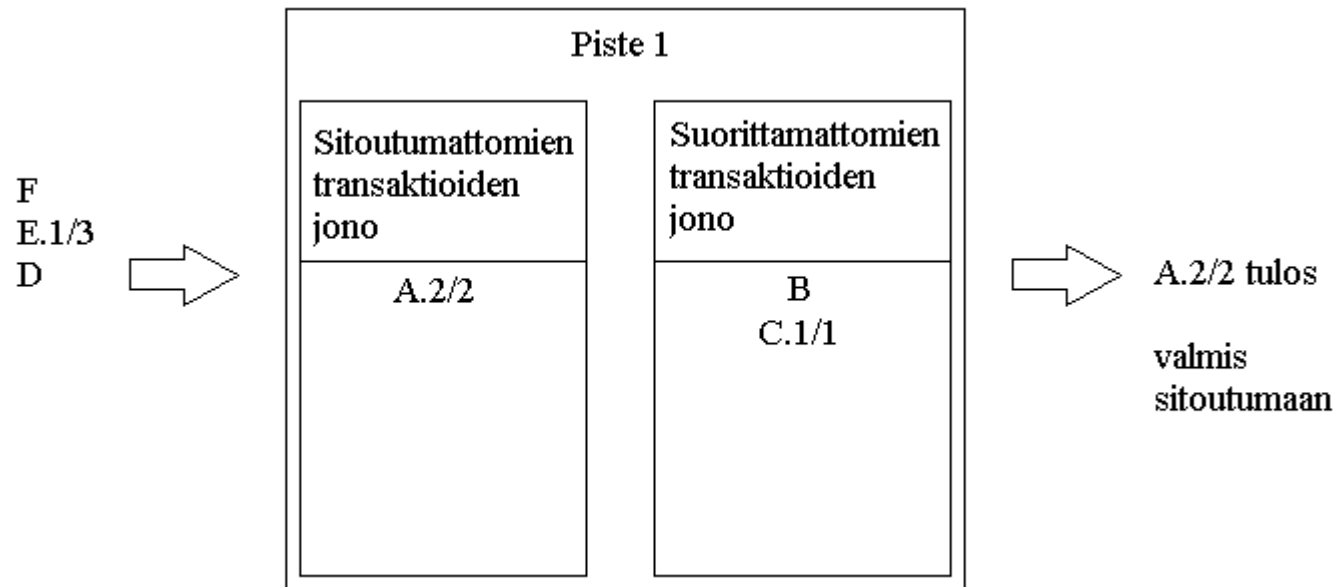 Piste 1
F
E.1/3
D
Sitoutumattomien
transaktioiden
jono
A.2/2
Suorittamattomien
transaktioiden
jono
B
C.1/1
A.2/2 tulos
valmis
sitoutumaan